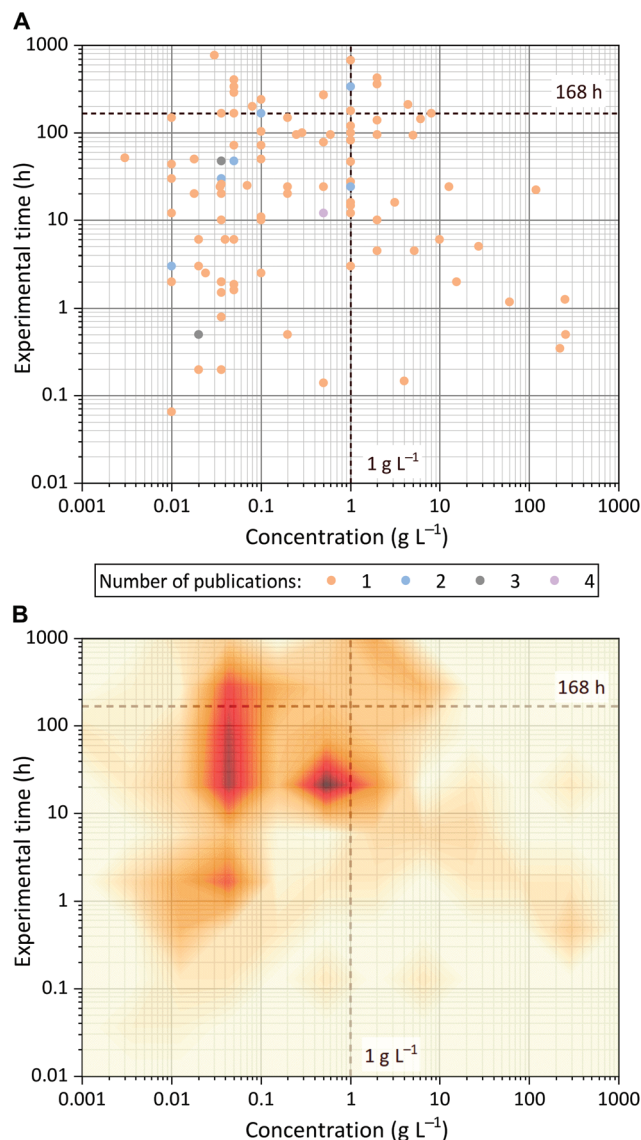 A
1000
100
10
1
0.1
0.01
Experimental time (h)
168 h
1 g L⁻¹
0.001 0.01 0.1 1 10 100 1000
Concentration (g L⁻¹)
Number of publications: 1 2 3 4
B
1000
100
10
1
0.1
0.01
Experimental time (h)
168 h
1 g L⁻¹
0.001 0.01 0.1 1 10 100 1000
Concentration (g L⁻¹)